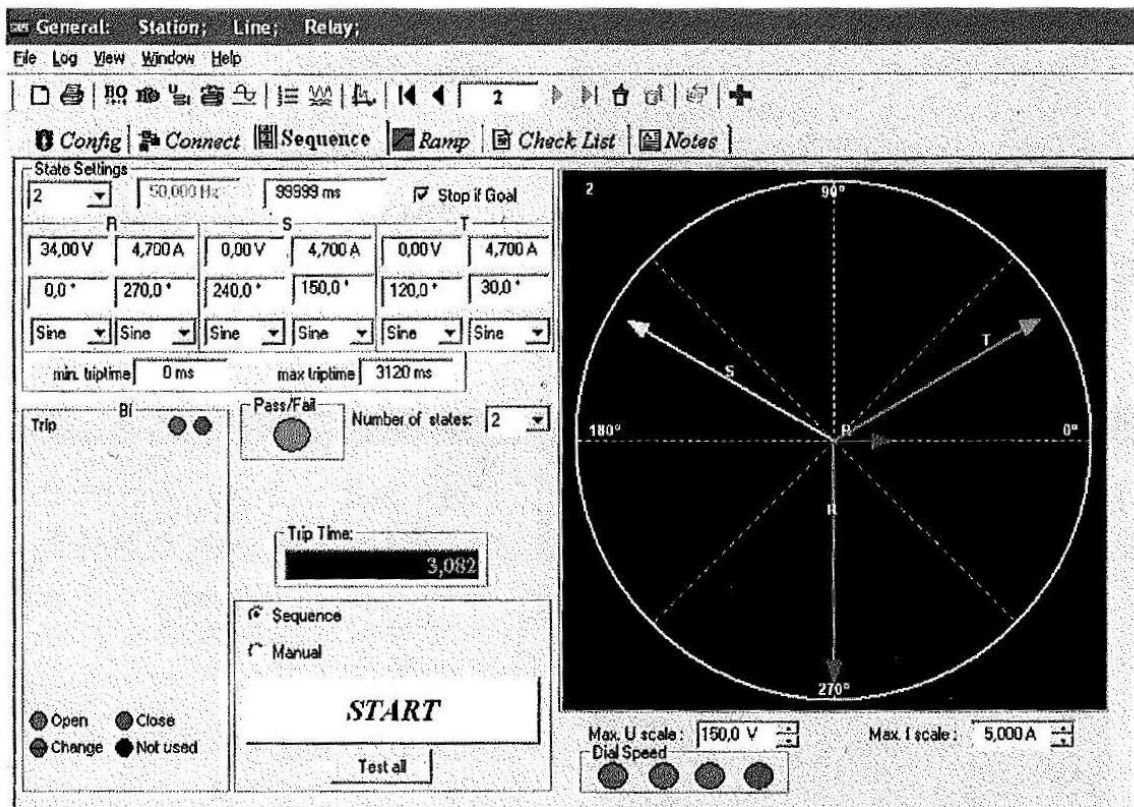 General: Station; Line; Relay;
File Log View Window Help
2
Config Connect Sequence Ramp Check List Notes
State Settings
2 50,000 Hz 99999 ms Stop if Goal
R S T
34,00 V 4,700 A 0,00 V 4,700 A 0,00 V 4,700 A
0,0 ° 270,0 ° 240,0 ° 150,0 ° 120,0 ° 30,0 °
Sine Sine Sine Sine Sine Sine
min. triptime 0 ms max triptime 3120 ms
BI
Trip
Pass/Fail
Number of states: 2
Trip Time:
3,082
Sequence
Manual
START
Test all
Open Close
Change Not used
2
90°
T
S
180° R 0°
R
270°
Max. U scale : 150,0 V Max. I scale : 5,000 A
Dial Speed